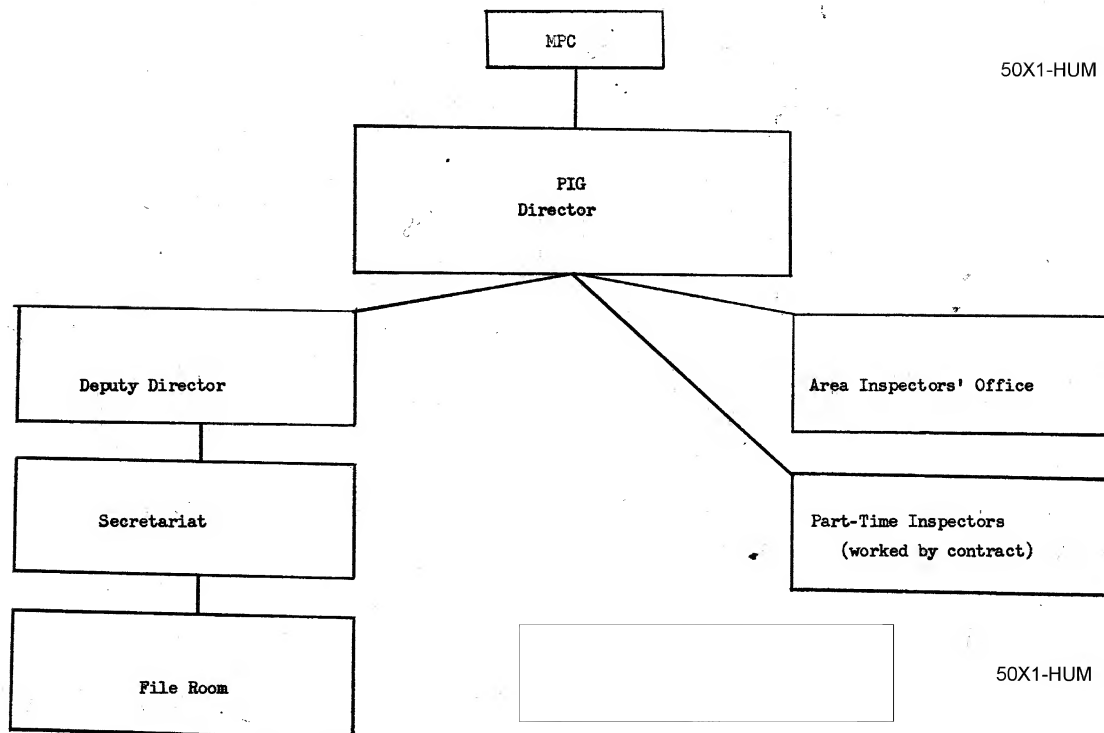 MPC
50X1-HUM
PIG
Director
Deputy Director
Area Inspectors' Office
Secretariat
Part-Time Inspectors
(worked by contract)
File Room
50X1-HUM